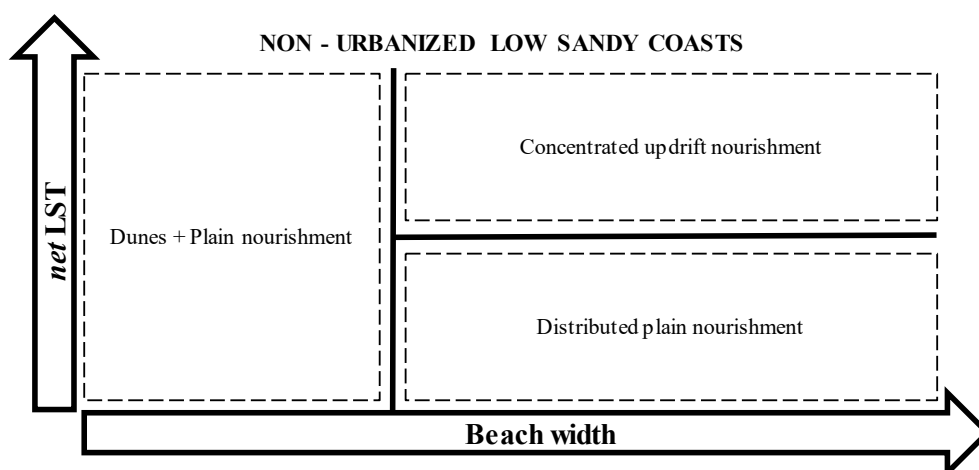 NON - URBANIZED LOW SANDY COASTS
Concentrated updrift nourishment
Dunes + Plain nourishment
Distributed plain nourishment
net LST
Beach width